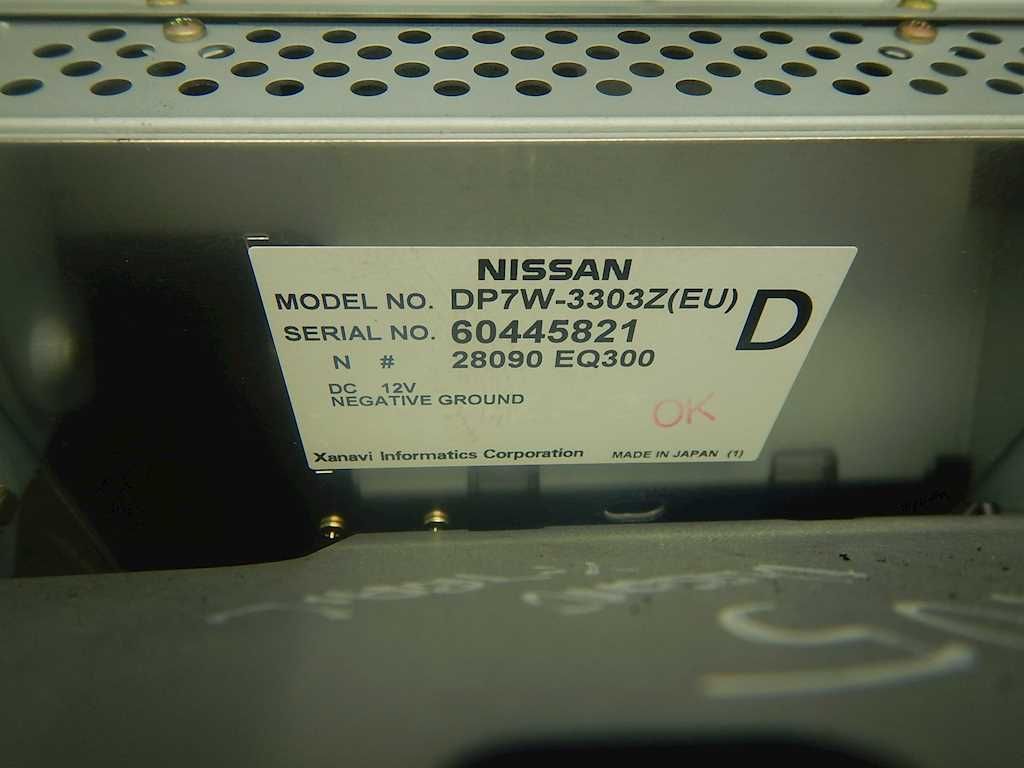 NISSAN
MODEL NO. DP7W-3303Z(EU)
D
SERIAL NO. 60445821
N # 28090 EQ300
DC 12V
NEGATIVE GROUND
OK
Xanavi Informatics Corporation MADE IN JAPAN (1)